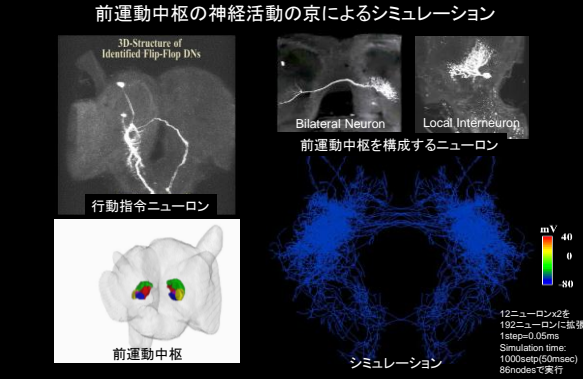 前運動中枢の神経活動の京によるシミュレーション
3D-Structure of
Identified Flip-Flop DNs
行動指令ニューロン
Bilateral Neuron
Local Interneuron
前運動中枢を構成するニューロン
前運動中枢
シミュレーション
mV
40
0
-80
12ニューロンx2を
192ニューロンに拡張
1step=0.05ms
Simulation time:
1000setp(50msec)
86nodesで実行